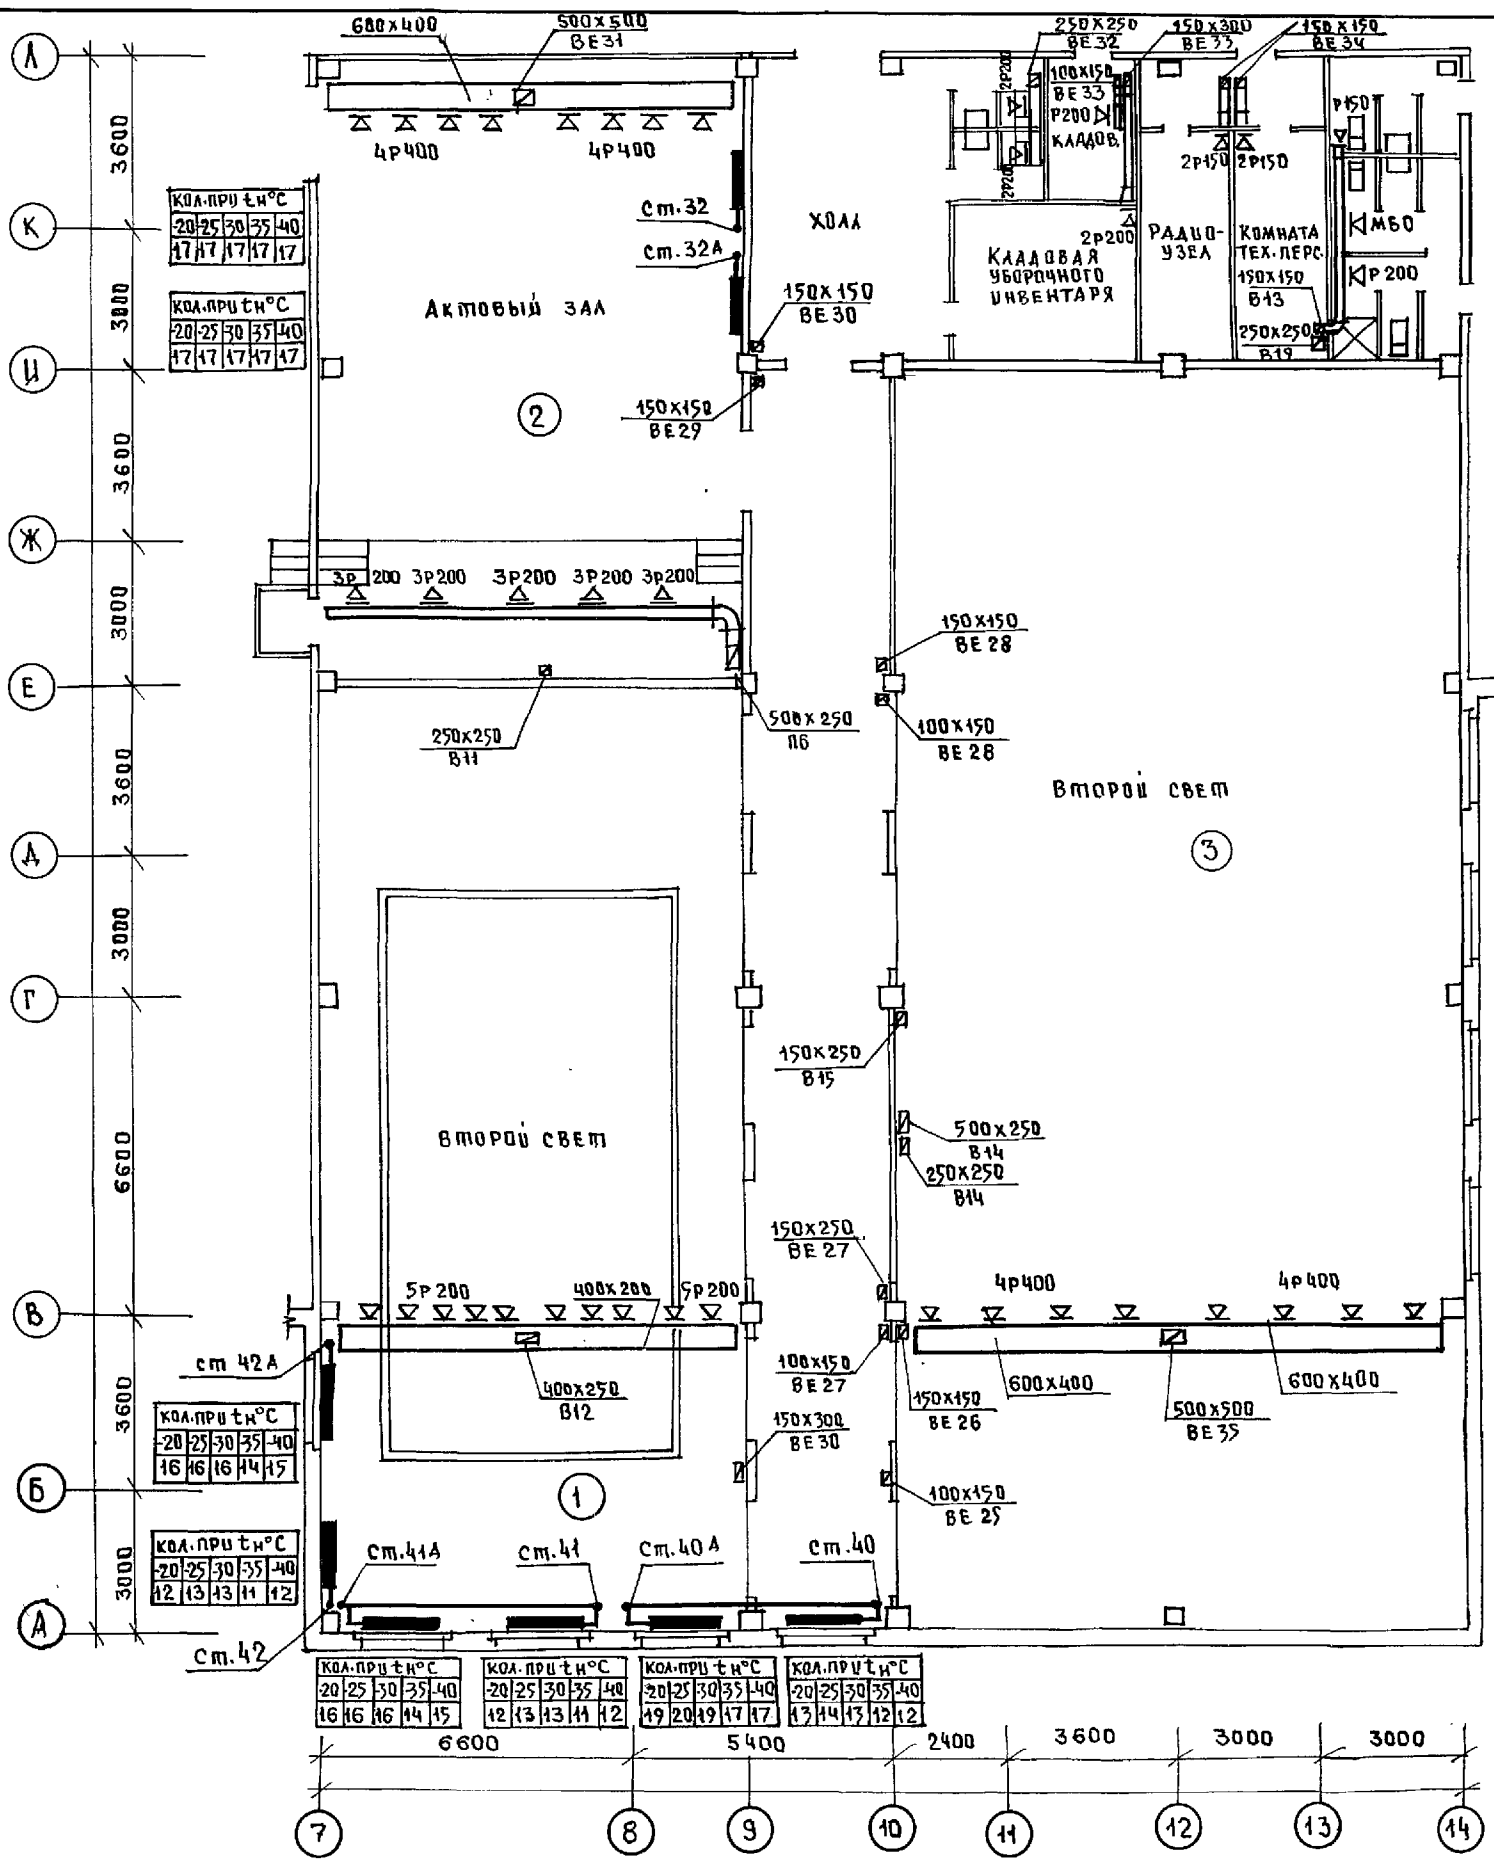 Л
К
И
Ж
Е
Д
Г
В
Б
А
3600
3000
3600
3000
3600
3000
6600
3600
3000
600х400
500х500
ВЕ31
4Р400
4Р400
250х250
ВЕ32
150х300
ВЕ33
150х150
ВЕ34
2Р200
100х150
ВЕ33
Р200
КЛАДОВ.
2Р200
2Р150
2Р150
Р150
КОЛ.ПРИ tн°С
-20 -25 -30 -35 -40
17 17 17 17 17
КОЛ.ПРИ tн°С
-20 -25 -30 -35 -40
17 17 17 17 17
Ст.32
Ст.32А
ХОЛЛ
2Р200
КЛАДОВАЯ
УБОРОЧНОГО
ИНВЕНТАРЯ
РАДИО-
УЗЕЛ
КОМНАТА
ТЕХ.ПЕРС.
М60
Р200
150х150
В13
250х250
В19
АКТОВЫЙ ЗАЛ
150х150
ВЕ30
2
150х150
ВЕ29
3Р200
3Р200
3Р200
3Р200
3Р200
150х150
ВЕ28
250х250
В11
500х250
П6
100х150
ВЕ28
ВТОРОЙ СВЕТ
3
150х250
В15
ВТОРОЙ СВЕТ
500х250
В14
250х250
В14
150х250
ВЕ27
5Р200
400х200
5Р200
4Р400
4Р400
Ст 42А
400х250
В12
100х150
ВЕ27
150х150
ВЕ26
600х400
500х500
ВЕ35
600х400
КОЛ.ПРИ tн°С
-20 -25 -30 -35 -40
16 16 16 14 15
150х300
ВЕ30
1
100х150
ВЕ25
КОЛ.ПРИ tн°С
-20 -25 -30 -35 -40
12 13 13 11 12
Ст.41А
Ст.41
Ст.40А
Ст.40
Ст.42
КОЛ.ПРИ tн°С
-20 -25 -30 -35 -40
16 16 16 14 15
КОЛ.ПРИ tн°С
-20 -25 -30 -35 -40
12 13 13 11 12
КОЛ.ПРИ tн°С
-20 -25 -30 -35 -40
19 20 19 17 17
КОЛ.ПРИ tн°С
-20 -25 -30 -35 -40
13 14 13 12 12
6600
5400
2400
3600
3000
3000
7
8
9
10
11
12
13
14